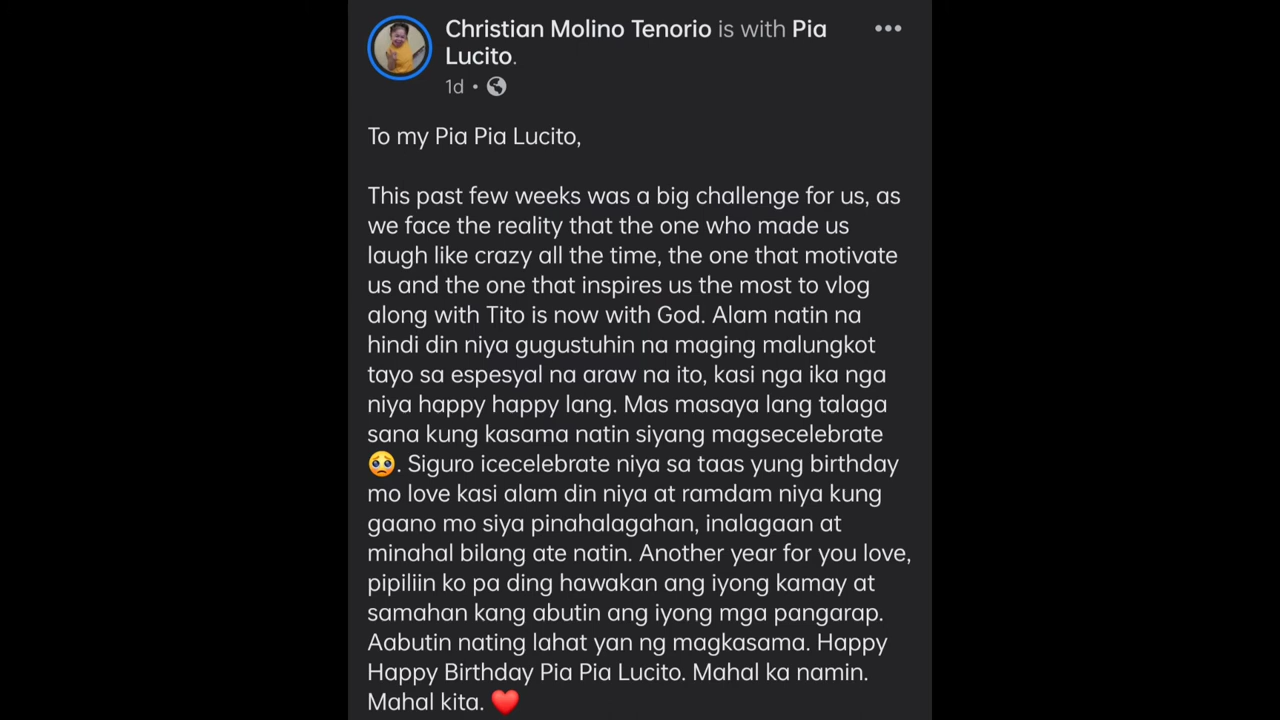 Christian Molino Tenorio is with Pia
Lucito.
1d •
To my Pia Pia Lucito,
This past few weeks was a big challenge for us, as
we face the reality that the one who made us
laugh like crazy all the time, the one that motivate
us and the one that inspires us the most to vlog
along with Tito is now with God. Alam natin na
hindi din niya gugustuhin na maging malungkot
tayo sa espesyal na araw na ito, kasi nga ika nga
niya happy happy lang. Mas masaya lang talaga
sana kung kasama natin siyang magsecelebrate
🥺. Siguro icecelebrate niya sa taas yung birthday
mo love kasi alam din niya at ramdam niya kung
gaano mo siya pinahalagahan, inalagaan at
minahal bilang ate natin. Another year for you love,
pipiliin ko pa ding hawakan ang iyong kamay at
samahan kang abutin ang iyong mga pangarap.
Aabutin nating lahat yan ng magkasama. Happy
Happy Birthday Pia Pia Lucito. Mahal ka namin.
Mahal kita. ❤️